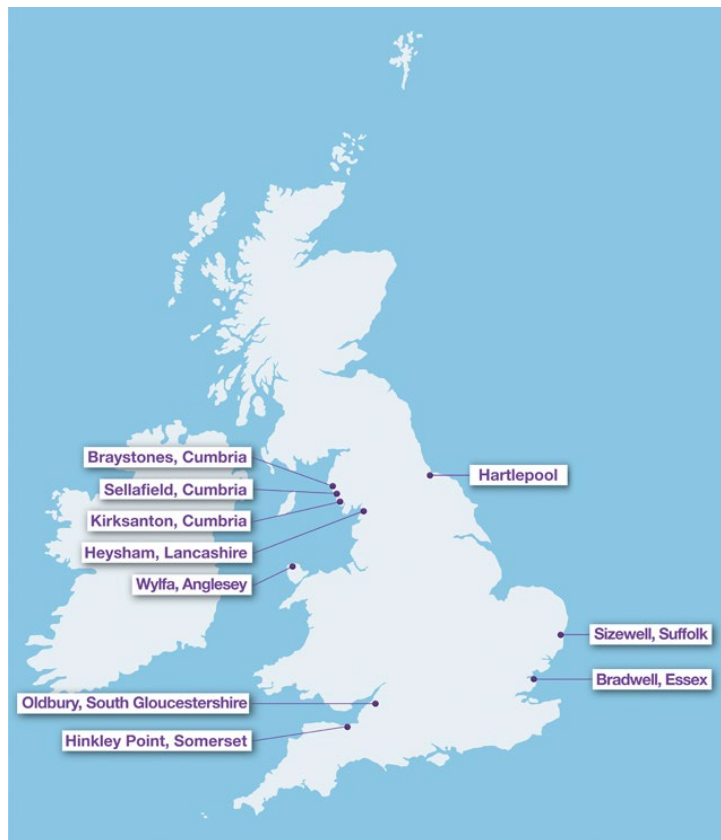 Braystones, Cumbria
Sellafield, Cumbria
Kirksanton, Cumbria
Heysham, Lancashire
Wylfa, Anglesey
Oldbury, South Gloucestershire
Hinkley Point, Somerset
Hartlepool
Sizewell, Suffolk
Bradwell, Essex